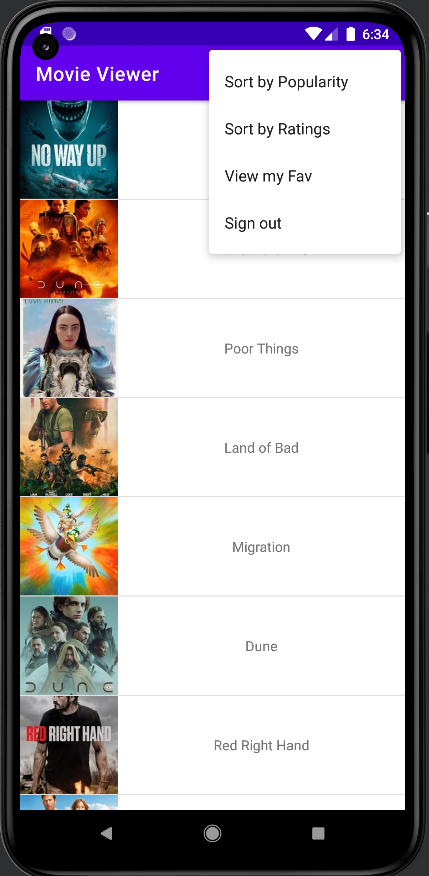 6:34
Movie Viewer
Sort by Popularity
Sort by Ratings
View my Fav
Sign out
NO WAY UP
DUNE
Poor Things
Land of Bad
Migration
DUNE
Dune
RED RIGHT HAND
Red Right Hand